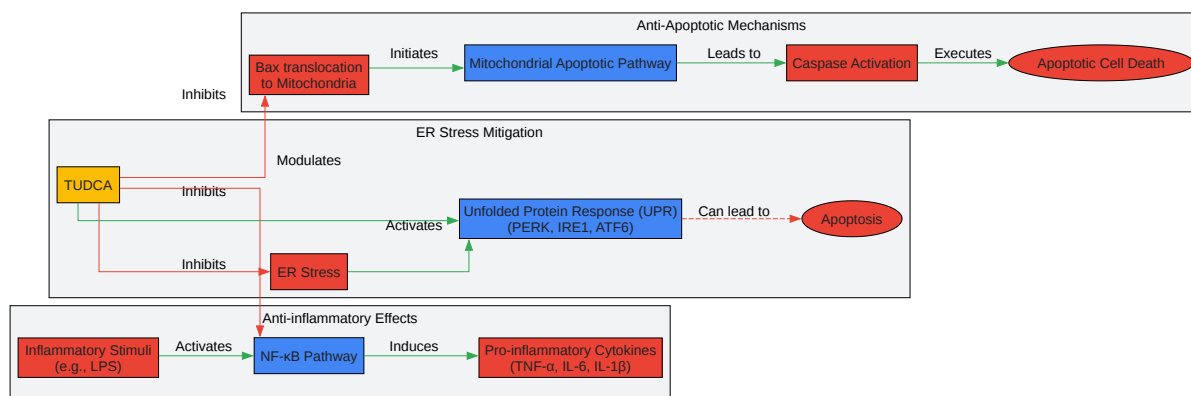 Anti-Apoptotic Mechanisms
Bax translocation
to Mitochondria
Initiates
Mitochondrial Apoptotic Pathway
Leads to
Caspase Activation
Executes
Apoptotic Cell Death
Inhibits
ER Stress Mitigation
TUDCA
Modulates
Inhibits
Activates
Unfolded Protein Response (UPR)
(PERK, IRE1, ATF6)
Can lead to
Apoptosis
Inhibits
ER Stress
Anti-inflammatory Effects
Inflammatory Stimuli
(e.g., LPS)
Activates
NF-κB Pathway
Induces
Pro-inflammatory Cytokines
(TNF-α, IL-6, IL-1β)